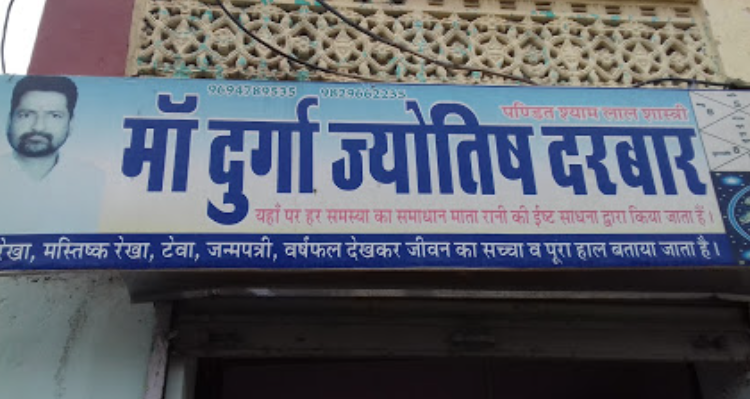 9694789535 9829662235
पण्डित श्याम लाल शास्त्री
माँ दुर्गा ज्योतिष दरबार
यहाँ पर हर समस्या का समाधान माता रानी की ईष्ट साधना द्वारा किया जाता हैं।
रेखा, मस्तिष्क रेखा, टेवा, जन्मपत्री, वर्षफल देखकर जीवन का सच्चा व पूरा हाल बताया जाता है।